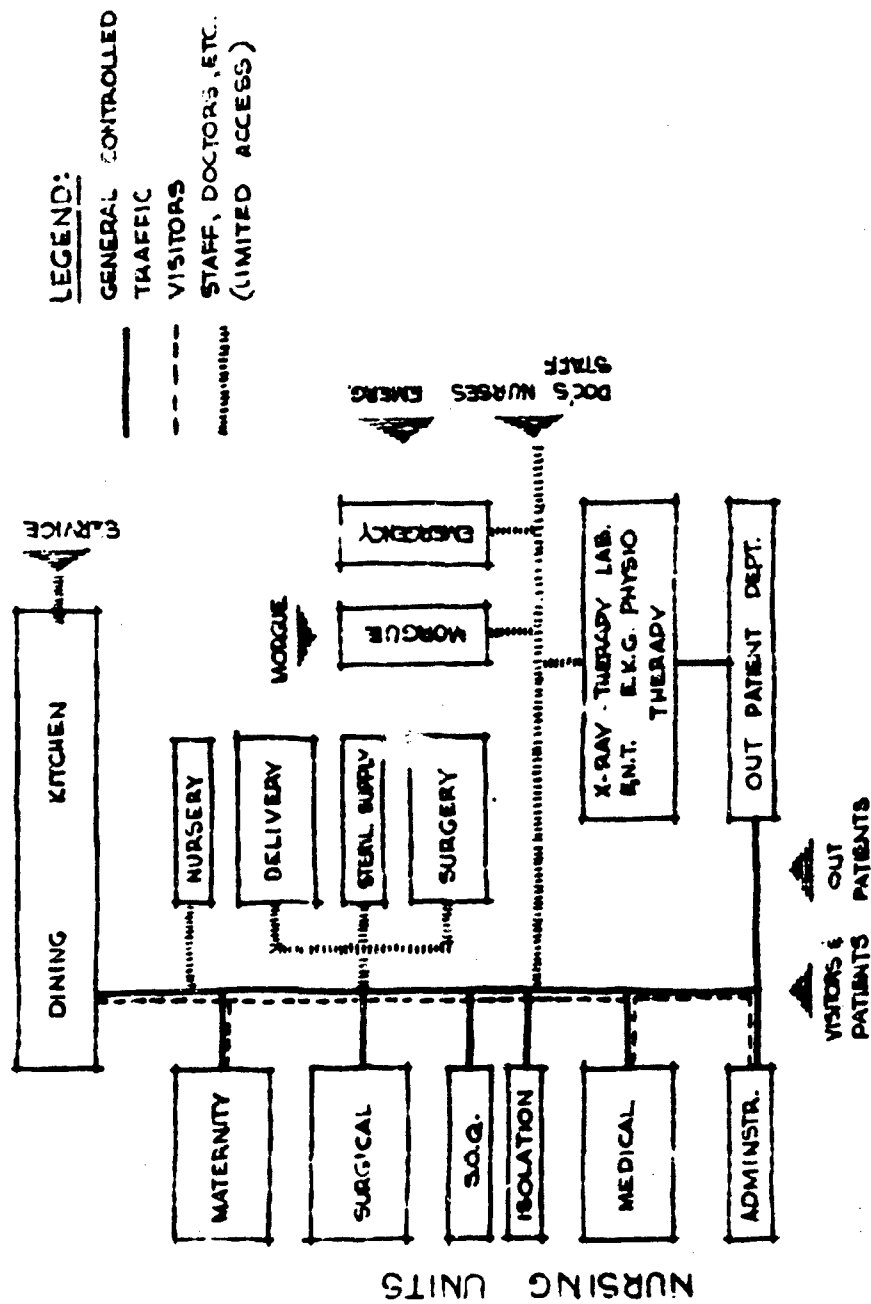 LEGEND:
GENERAL CONTROLLED
TRAFFIC
VISITORS
STAFF, DOCTORS, ETC.
(LIMITED ACCESS)
SERVICE
DINING KITCHEN
NURSERY
DELIVERY
STERIL. SUPPLY
SURGERY
MORGUE
MORGUE
EMERGENCY
EMERG.
DOC'S NURSES
STAFF
X-RAY - THERAPY LAB.
E.N.T. E.K.G. PHYSIO
THERAPY
OUT PATIENT DEPT.
OUT
PATIENTS
VISITORS &
PATIENTS
MATERNITY
SURGICAL
S.O.Q.
ISOLATION
MEDICAL
ADMINSTR.
NURSING UNITS